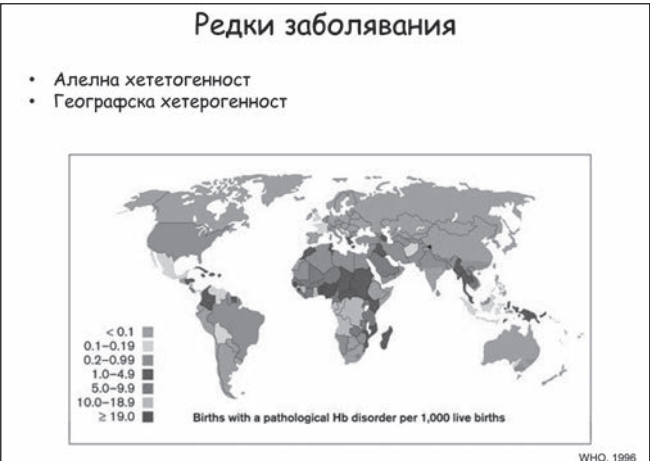 Редки заболявания
• Алелна хететогенност
• Географска хетерогенност
< 0.1
0.1–0.19
0.2–0.99
1.0–4.9
5.0–9.9
10.0–18.9
≥ 19.0
Births with a pathological Hb disorder per 1,000 live births
WHO, 1996